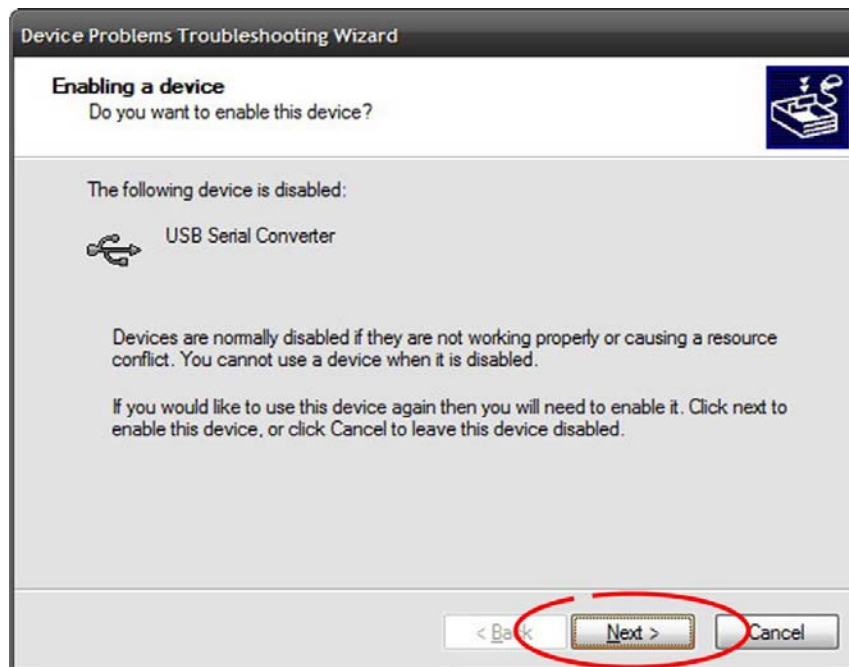 Device Problems Troubleshooting Wizard
Enabling a device
Do you want to enable this device?
The following device is disabled:
USB Serial Converter
Devices are normally disabled if they are not working properly or causing a resource
conflict. You cannot use a device when it is disabled.
If you would like to use this device again then you will need to enable it. Click next to
enable this device, or click Cancel to leave this device disabled.
< Back
Next >
Cancel